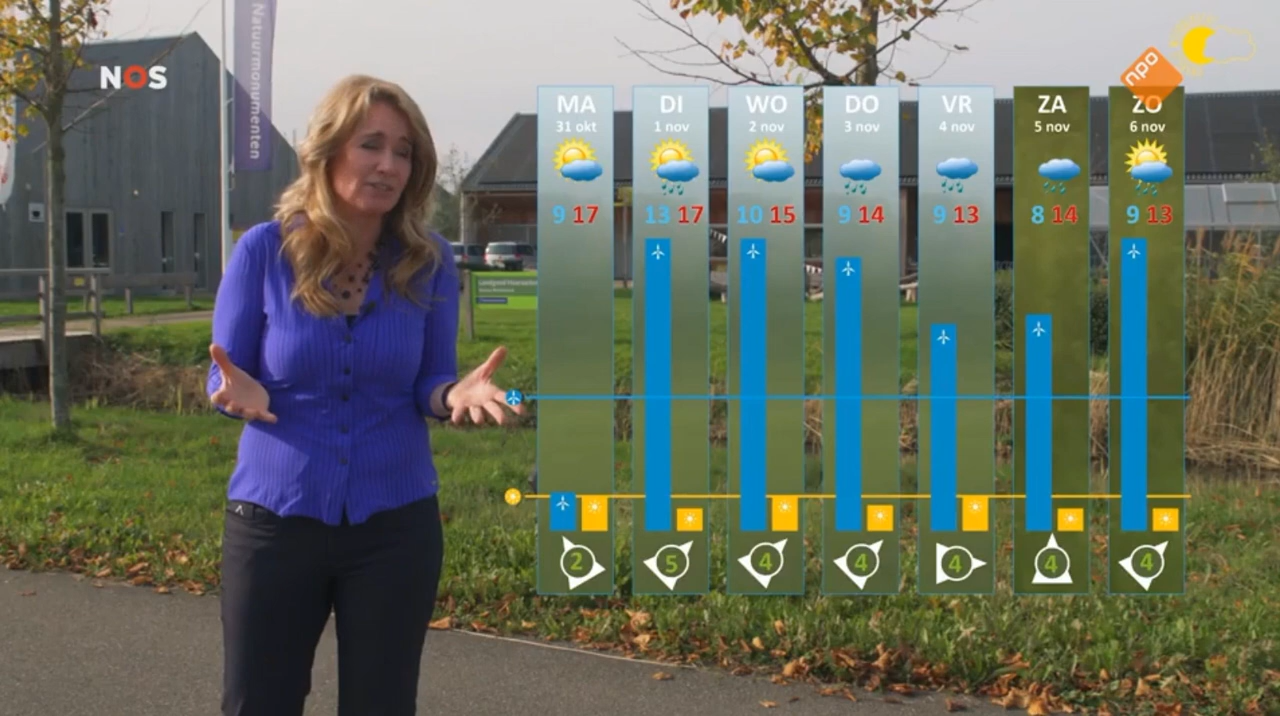 NOS
Natuurmonumenten
npo
MA DI WO DO VR ZA ZO
31 okt 1 nov 2 nov 3 nov 4 nov 5 nov 6 nov
9 17 13 17 10 15 9 14 9 13 8 14 9 13
2 5 4 4 4 4 4